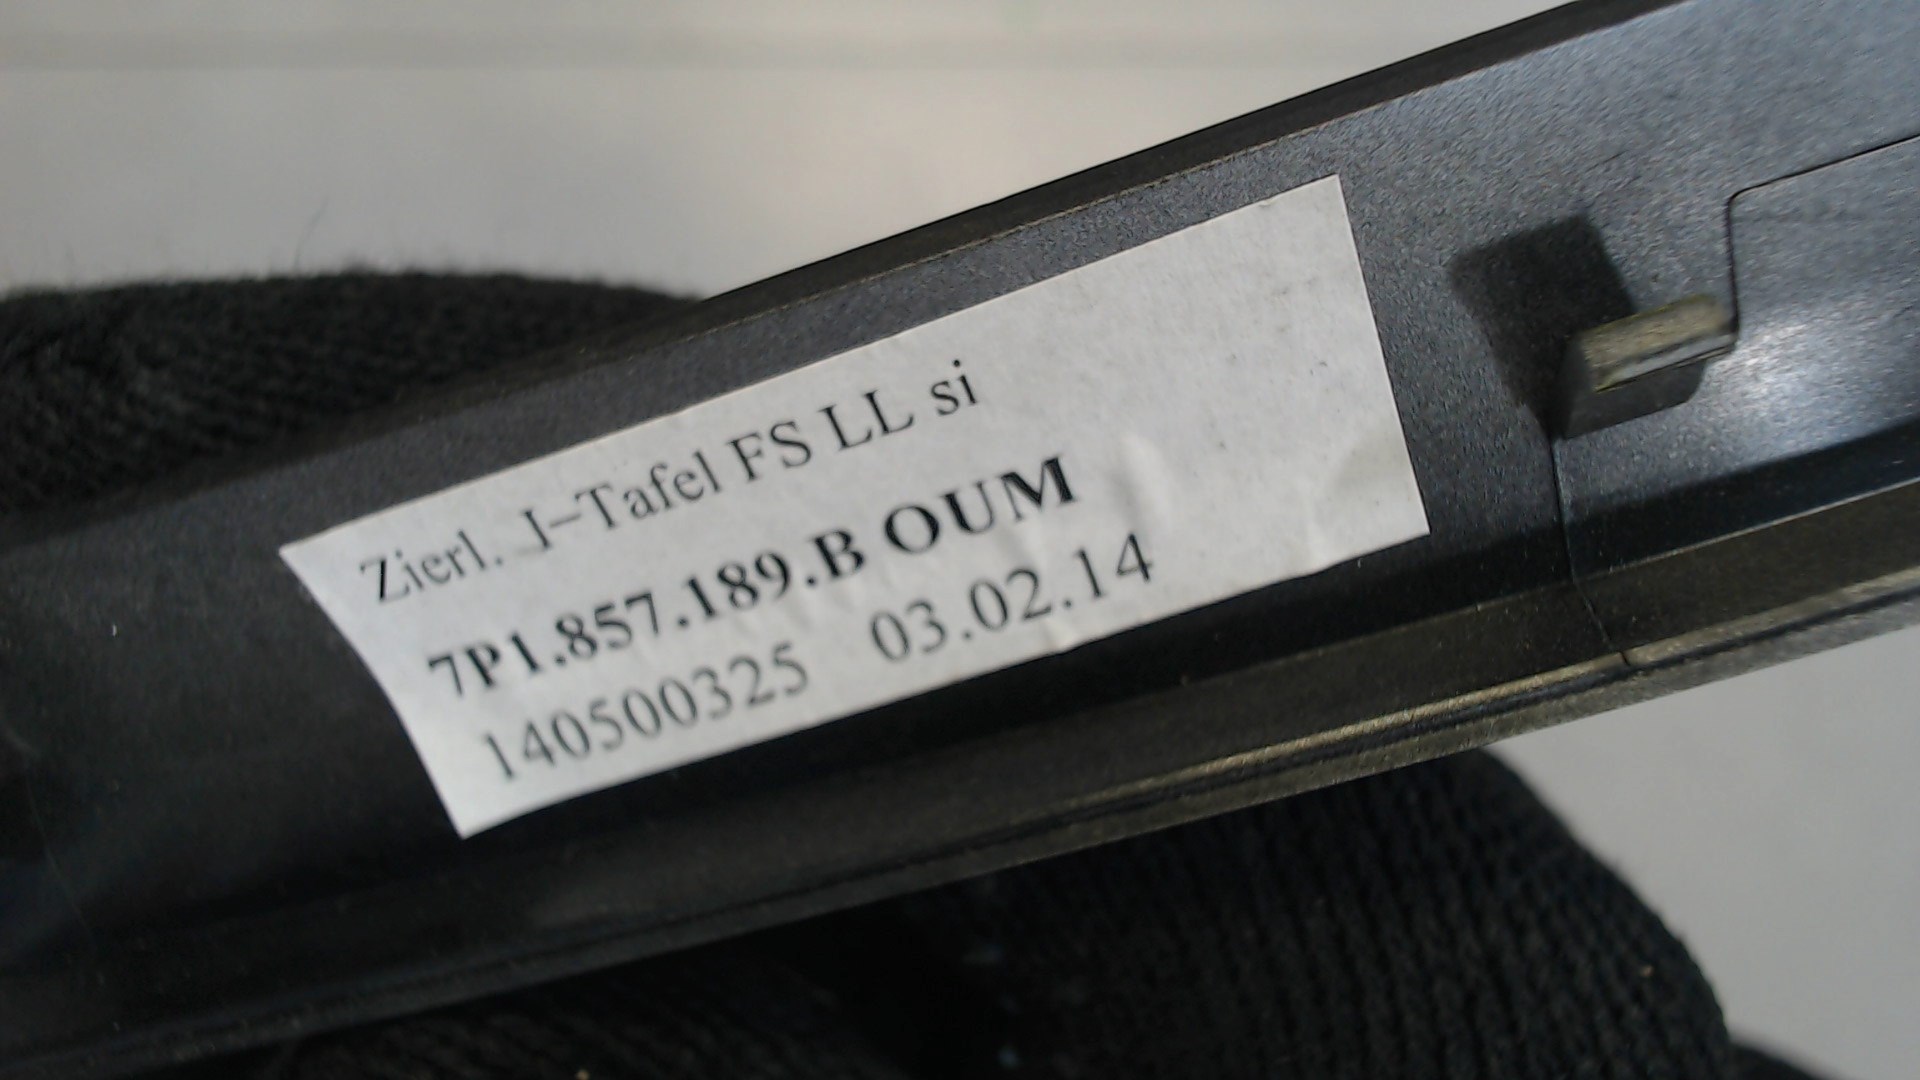 Zierl. I-Tafel FS LL si
7P1.857.189.B OUM
140500325 03.02.14